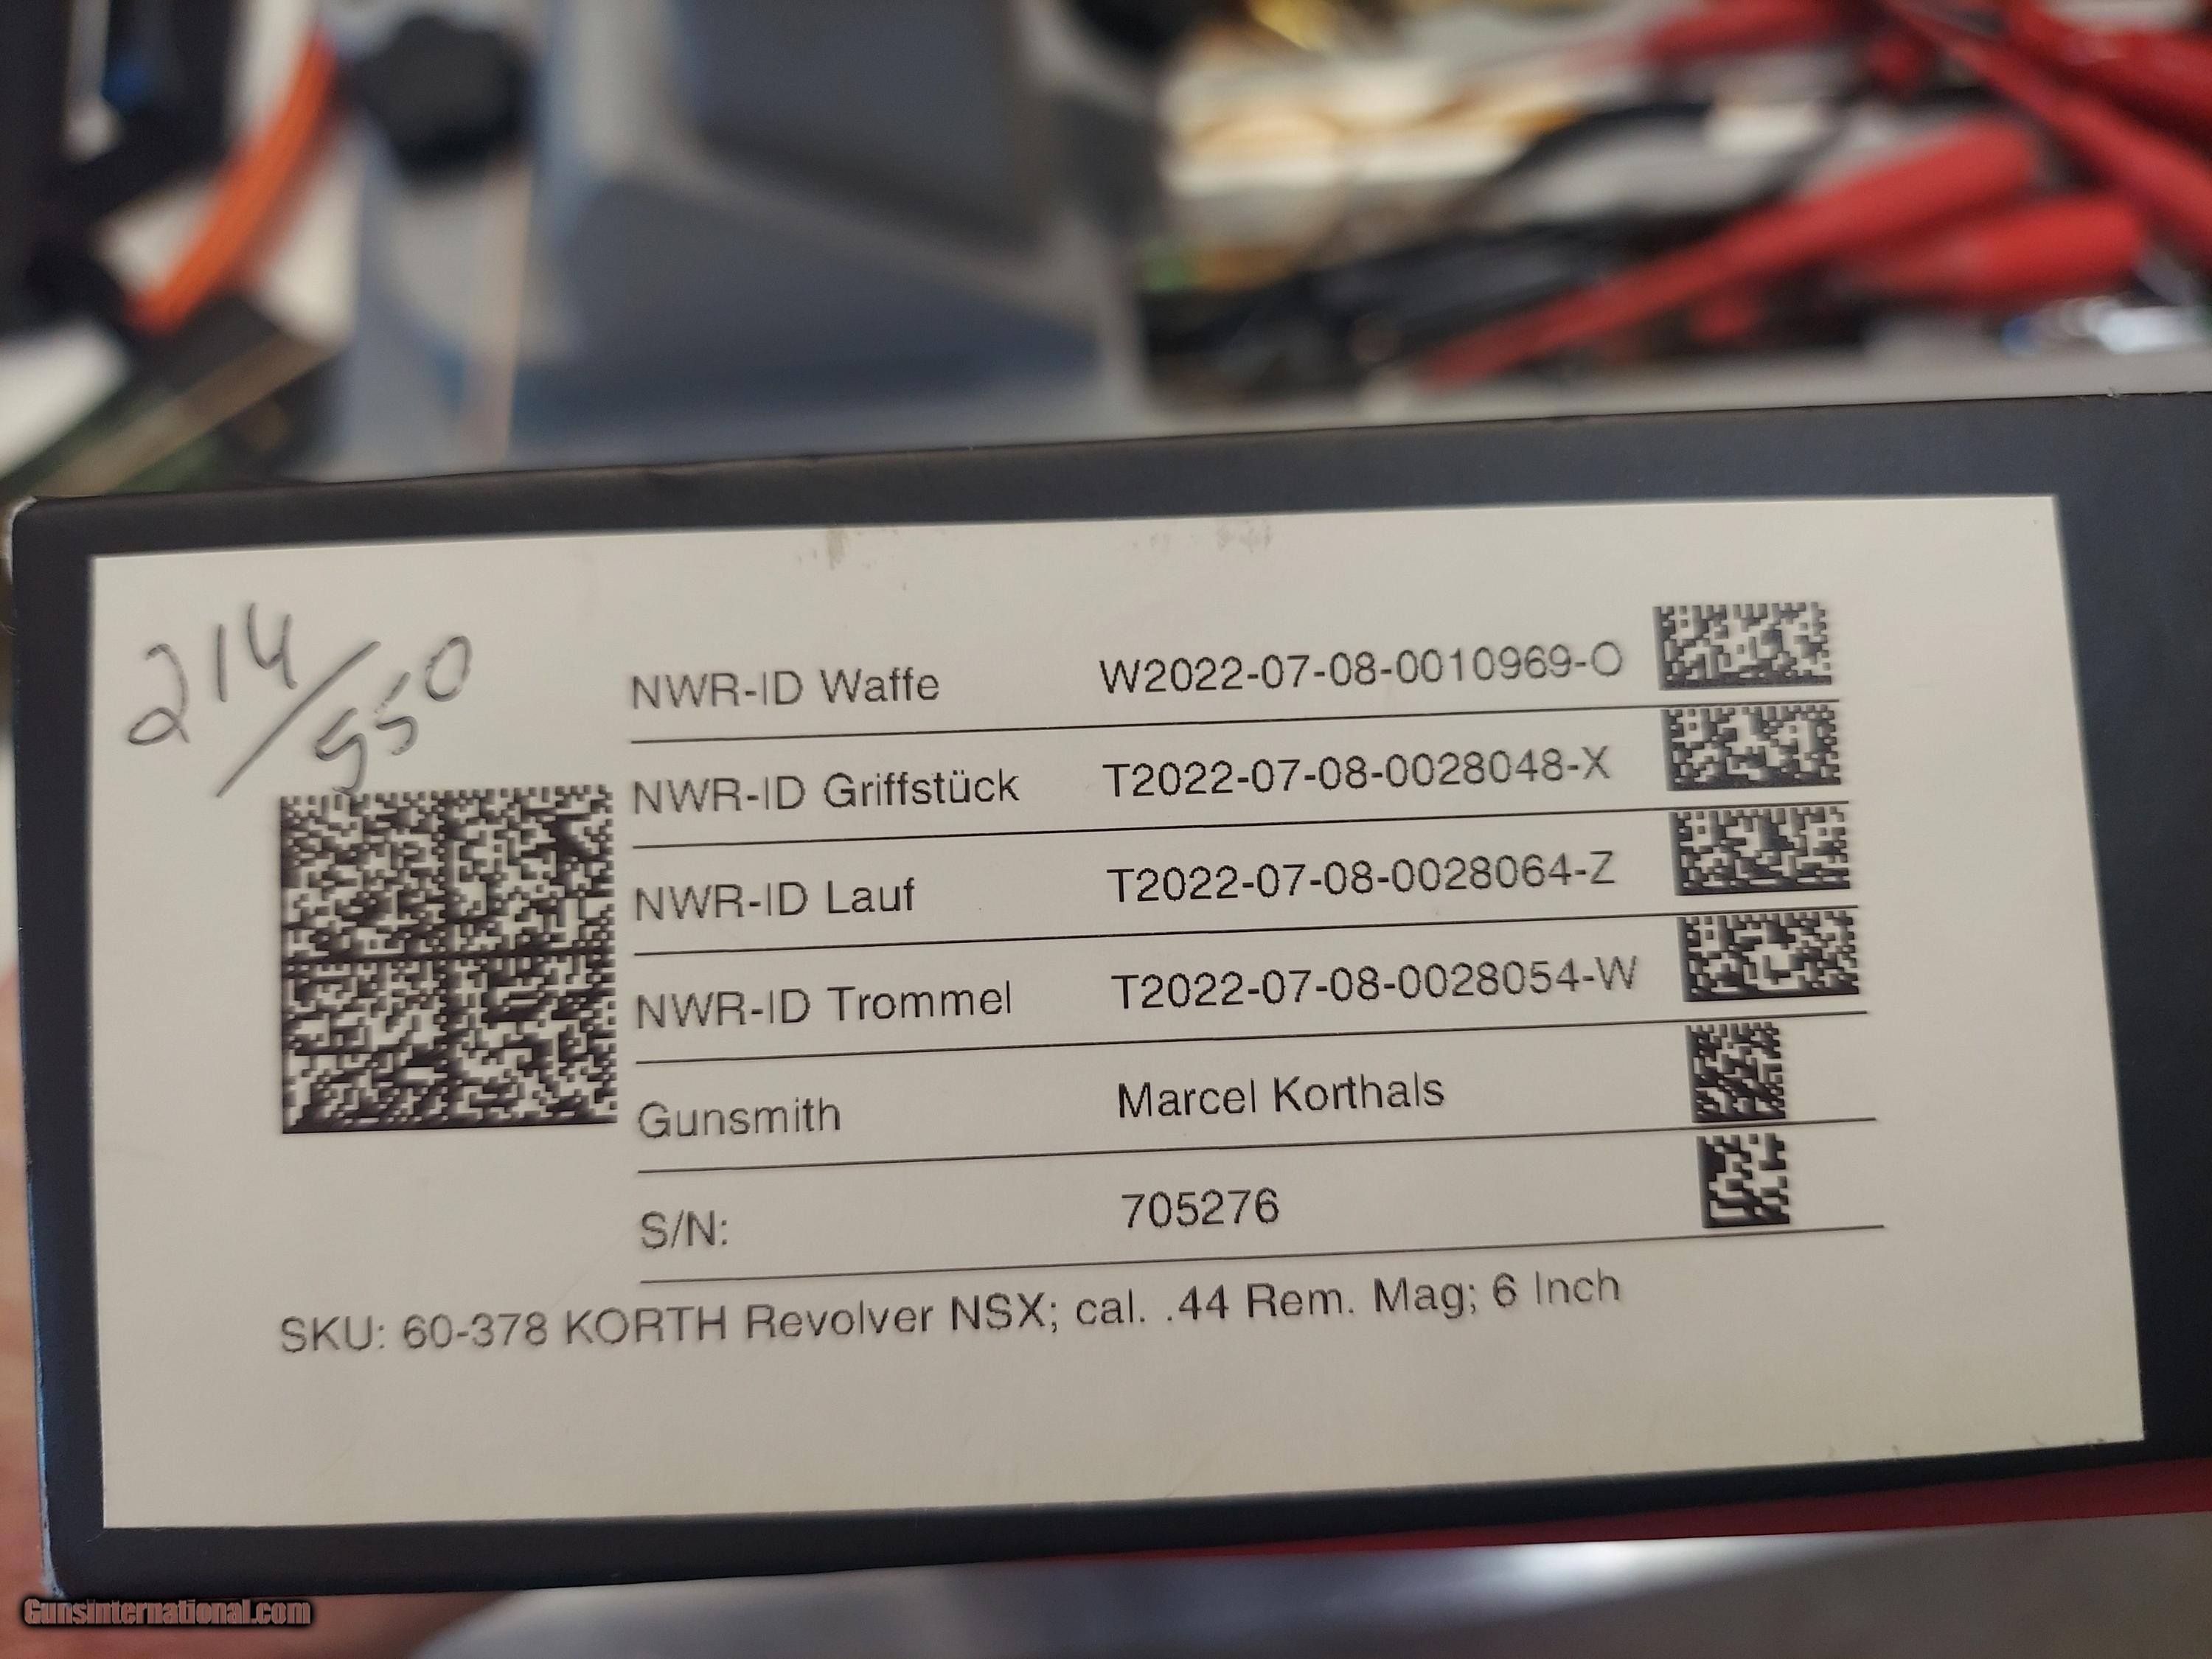 214/550
NWR-ID Waffe W2022-07-08-0010969-O
NWR-ID Griffstück T2022-07-08-0028048-X
NWR-ID Lauf T2022-07-08-0028064-Z
NWR-ID Trommel T2022-07-08-0028054-W
Gunsmith Marcel Korthals
S/N: 705276
SKU: 60-378 KORTH Revolver NSX; cal. .44 Rem. Mag; 6 Inch
GunsInternational.com